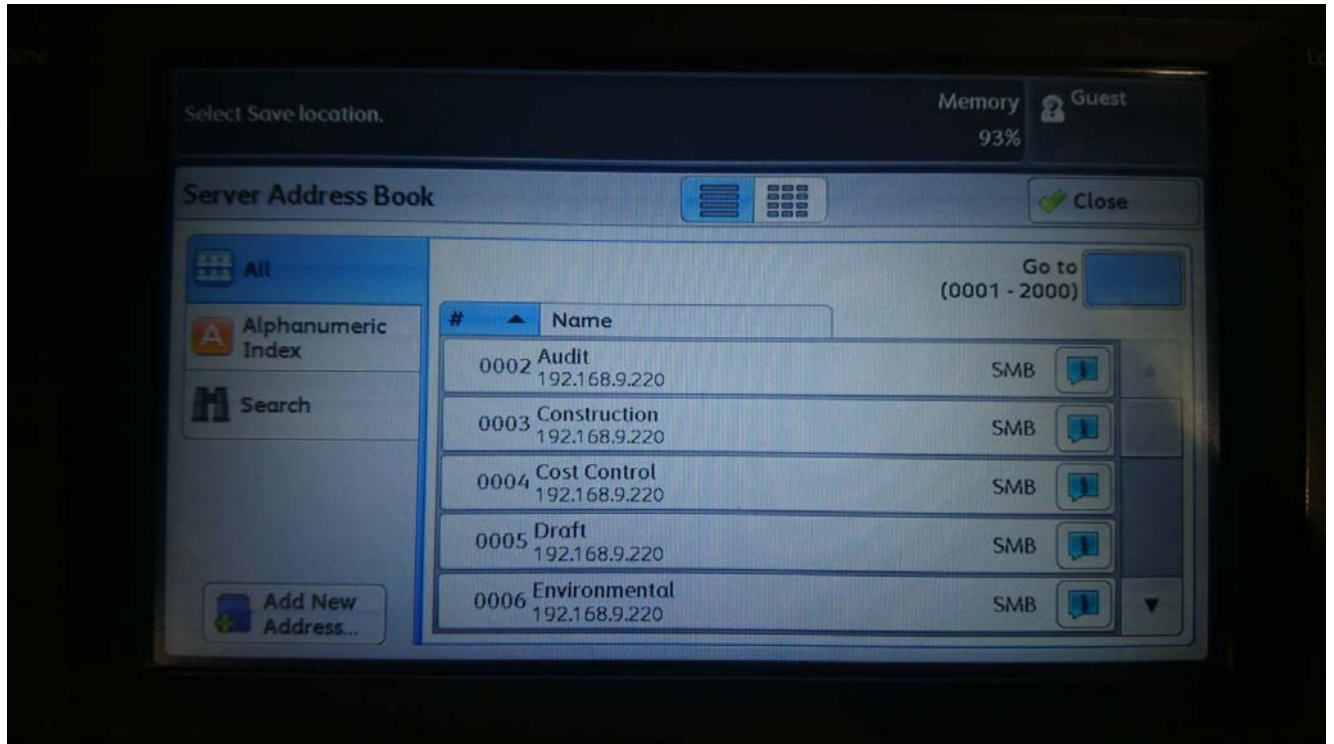 Select Save location.
Memory
93%
Guest
Server Address Book
Close
All
Alphanumeric
Index
Search
Add New
Address...
Go to
(0001 - 2000)
# Name
0002 Audit
192.168.9.220
SMB
0003 Construction
192.168.9.220
SMB
0004 Cost Control
192.168.9.220
SMB
0005 Draft
192.168.9.220
SMB
0006 Environmental
192.168.9.220
SMB